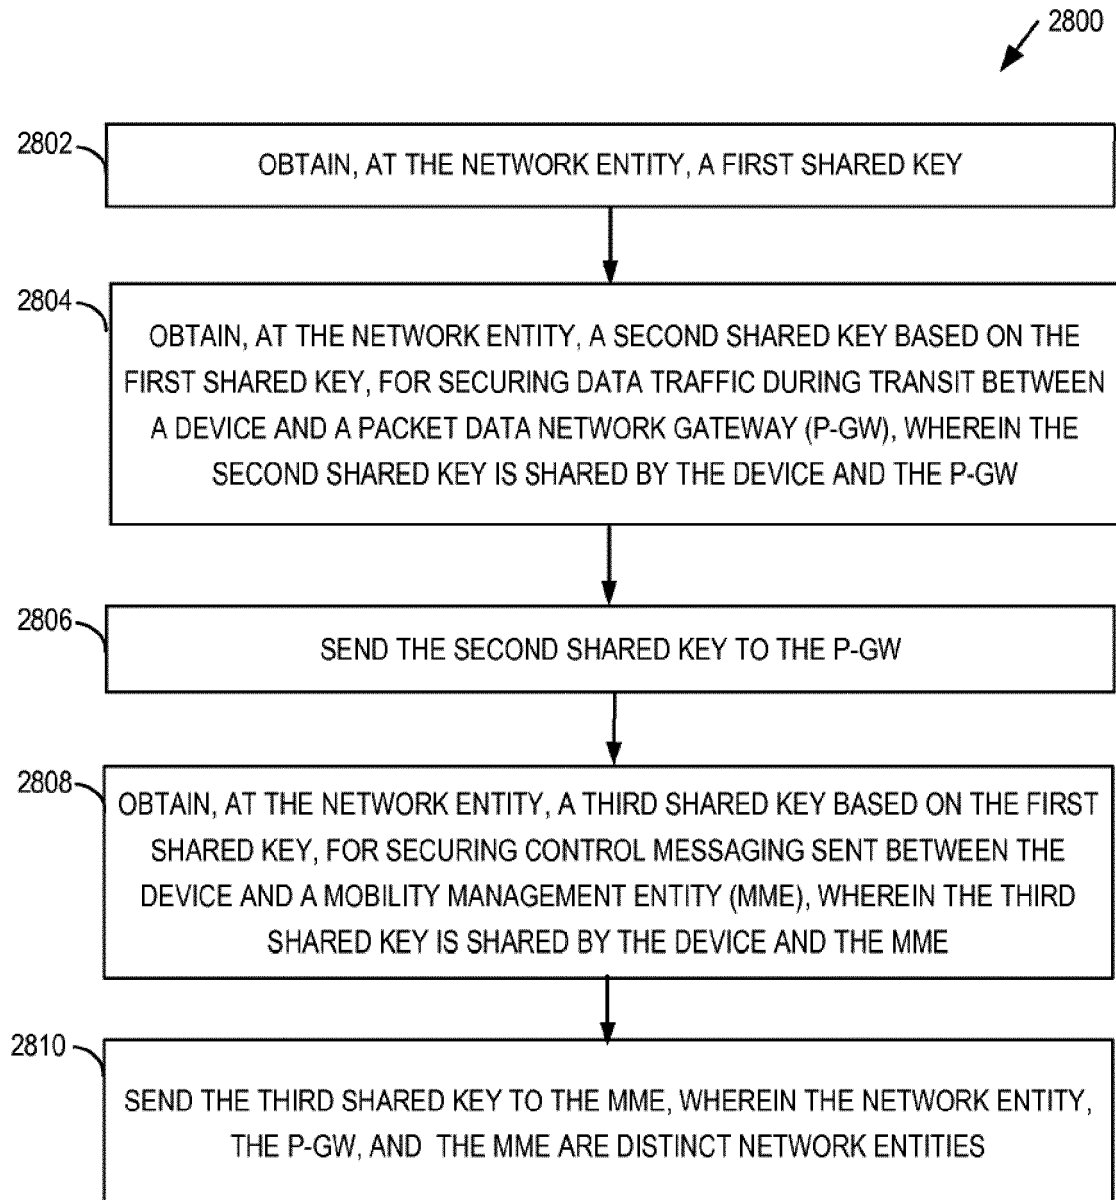 2800
2802
OBTAIN, AT THE NETWORK ENTITY, A FIRST SHARED KEY
2804
OBTAIN, AT THE NETWORK ENTITY, A SECOND SHARED KEY BASED ON THE
FIRST SHARED KEY, FOR SECURING DATA TRAFFIC DURING TRANSIT BETWEEN
A DEVICE AND A PACKET DATA NETWORK GATEWAY (P-GW), WHEREIN THE
SECOND SHARED KEY IS SHARED BY THE DEVICE AND THE P-GW
2806
SEND THE SECOND SHARED KEY TO THE P-GW
2808
OBTAIN, AT THE NETWORK ENTITY, A THIRD SHARED KEY BASED ON THE FIRST
SHARED KEY, FOR SECURING CONTROL MESSAGING SENT BETWEEN THE
DEVICE AND A MOBILITY MANAGEMENT ENTITY (MME), WHEREIN THE THIRD
SHARED KEY IS SHARED BY THE DEVICE AND THE MME
2810
SEND THE THIRD SHARED KEY TO THE MME, WHEREIN THE NETWORK ENTITY,
THE P-GW, AND THE MME ARE DISTINCT NETWORK ENTITIES